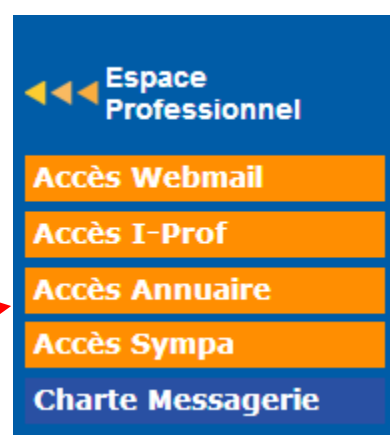 Espace
Professionnel
Accès Webmail
Accès I-Prof
Accès Annuaire
Accès Sympa
Charte Messagerie